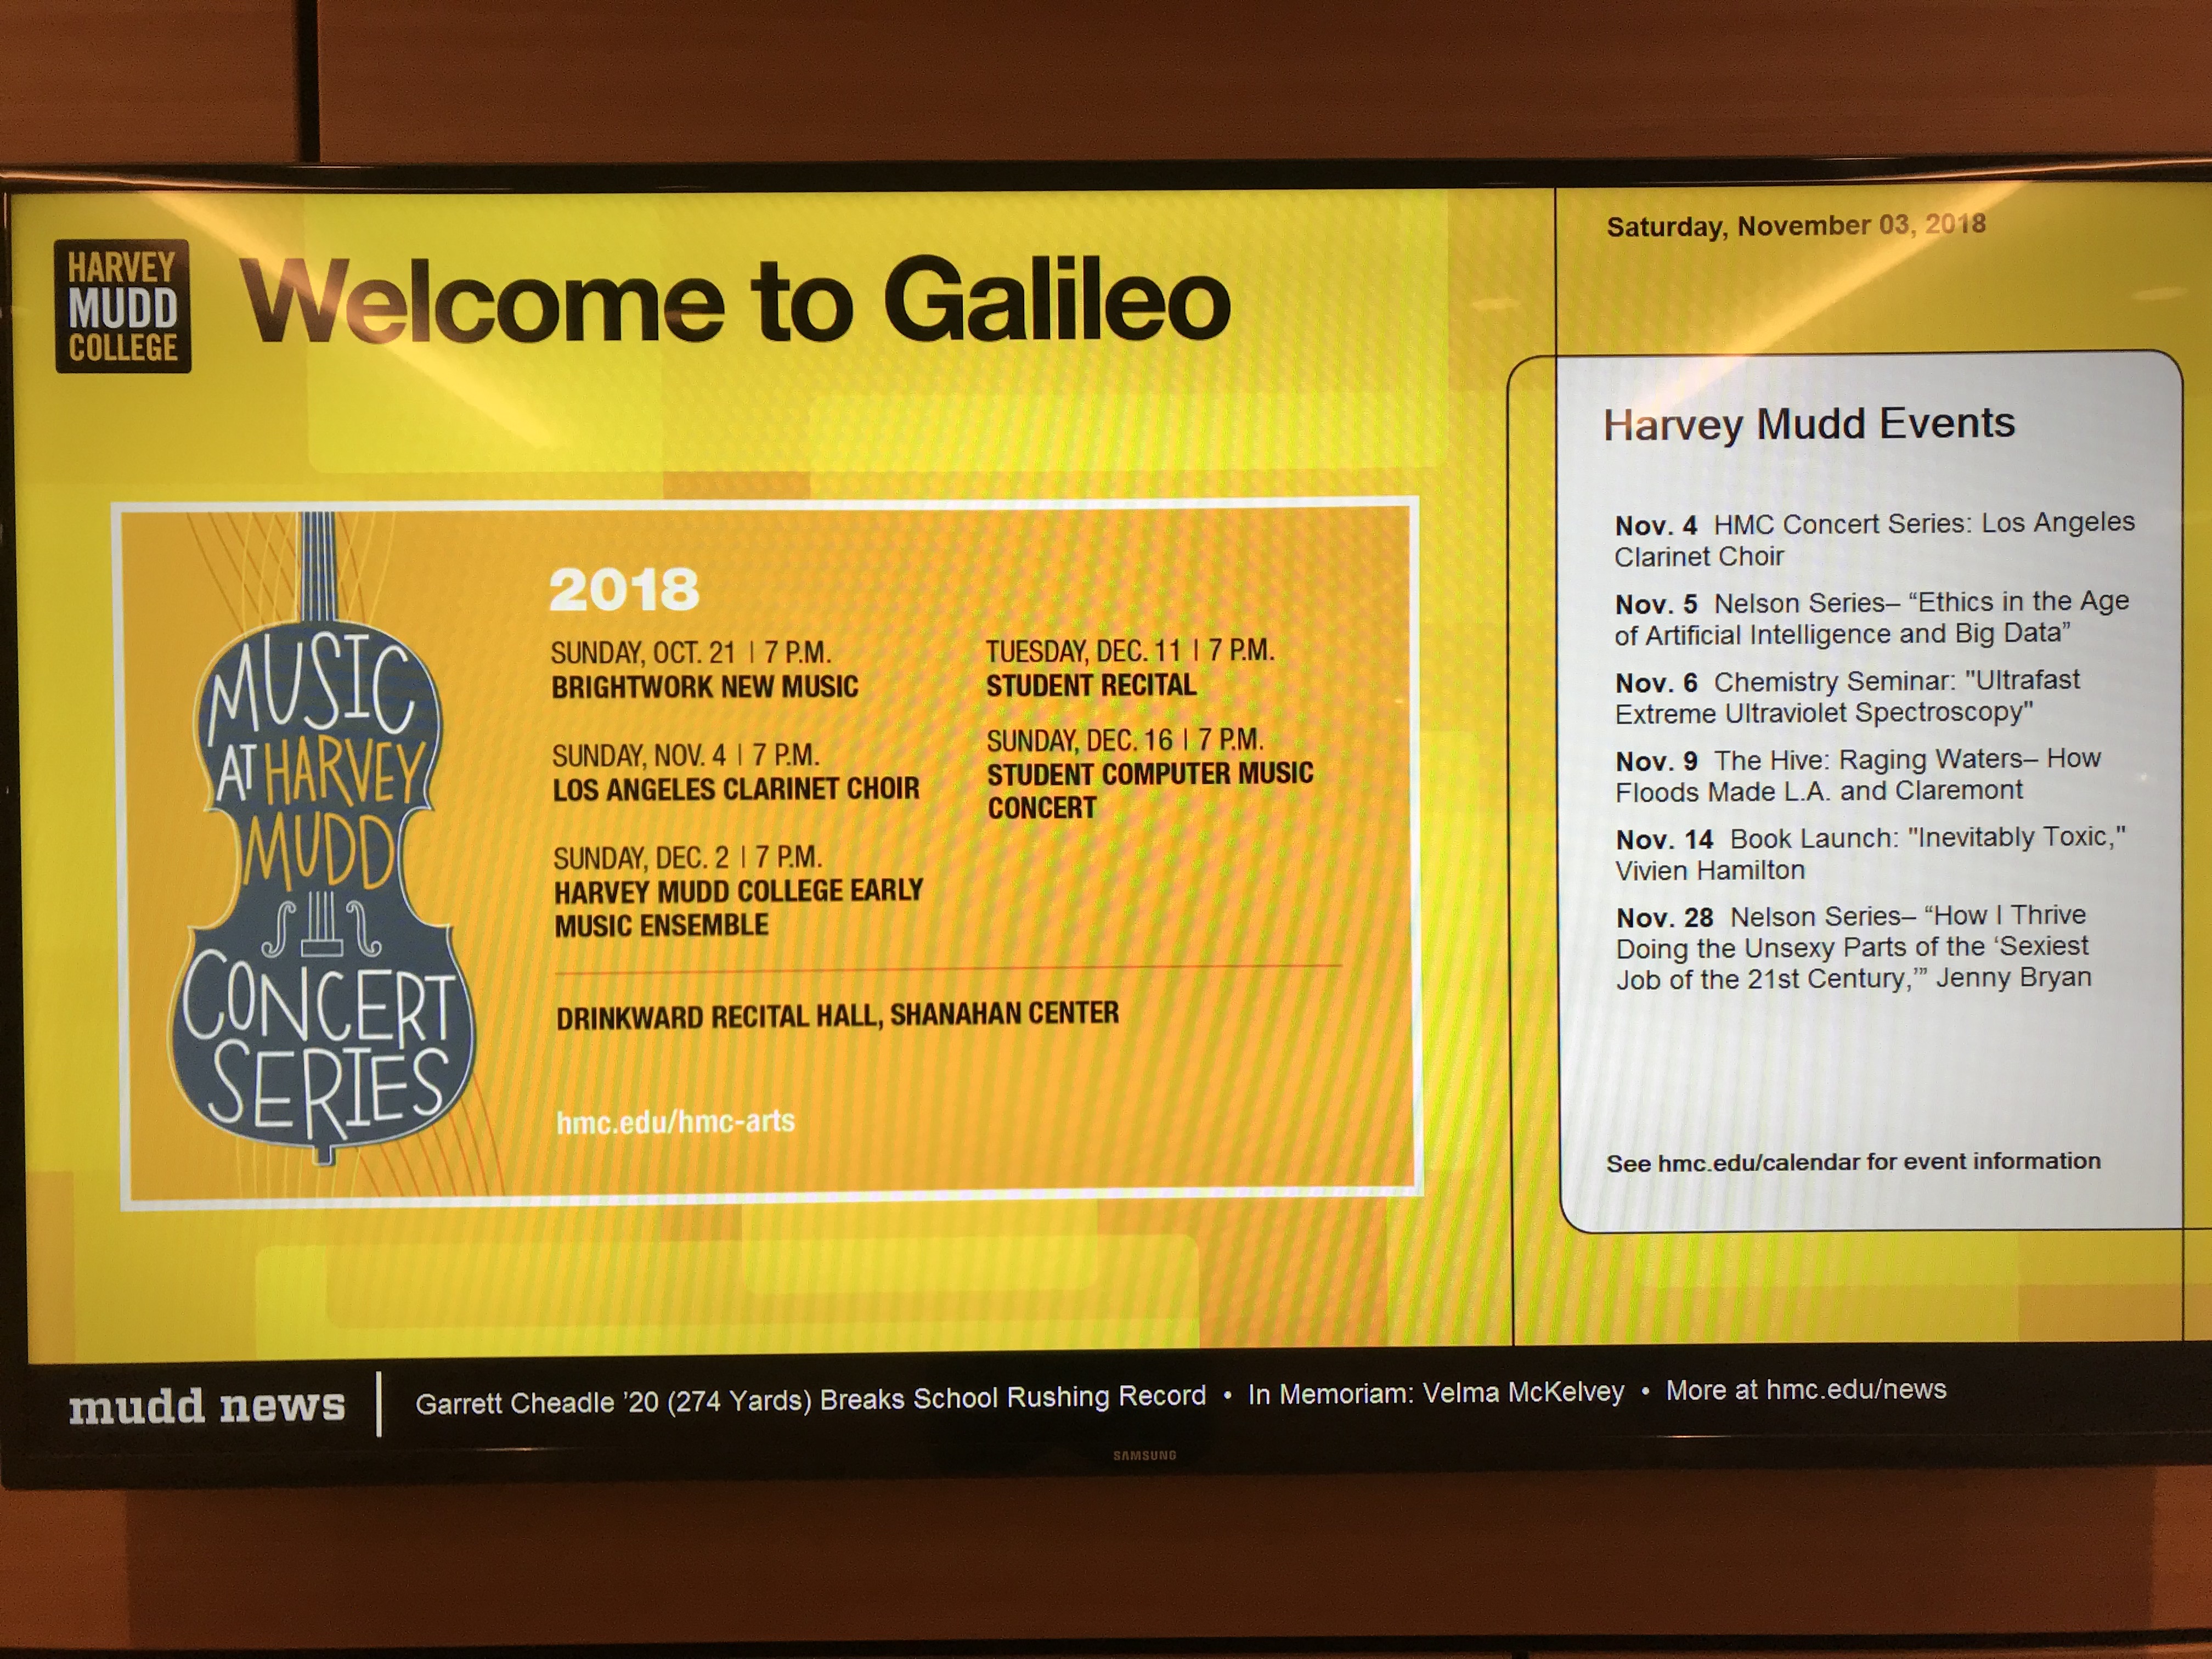 HARVEY
MUDD
COLLEGE
Welcome to Galileo
Saturday, November 03, 2018
MUSIC
AT HARVEY
MUDD
CONCERT
SERIES
2018
SUNDAY, OCT. 21 | 7 P.M.
BRIGHTWORK NEW MUSIC
SUNDAY, NOV. 4 | 7 P.M.
LOS ANGELES CLARINET CHOIR
SUNDAY, DEC. 2 | 7 P.M.
HARVEY MUDD COLLEGE EARLY
MUSIC ENSEMBLE
TUESDAY, DEC. 11 | 7 P.M.
STUDENT RECITAL
SUNDAY, DEC. 16 | 7 P.M.
STUDENT COMPUTER MUSIC
CONCERT
DRINKWARD RECITAL HALL, SHANAHAN CENTER
hmc.edu/hmc-arts
Harvey Mudd Events
Nov. 4 HMC Concert Series: Los Angeles
Clarinet Choir
Nov. 5 Nelson Series– “Ethics in the Age
of Artificial Intelligence and Big Data”
Nov. 6 Chemistry Seminar: "Ultrafast
Extreme Ultraviolet Spectroscopy"
Nov. 9 The Hive: Raging Waters– How
Floods Made L.A. and Claremont
Nov. 14 Book Launch: "Inevitably Toxic,"
Vivien Hamilton
Nov. 28 Nelson Series– “How I Thrive
Doing the Unsexy Parts of the ‘Sexiest
Job of the 21st Century,’” Jenny Bryan
See hmc.edu/calendar for event information
mudd news | Garrett Cheadle ’20 (274 Yards) Breaks School Rushing Record • In Memoriam: Velma McKelvey • More at hmc.edu/news
SAMSUNG